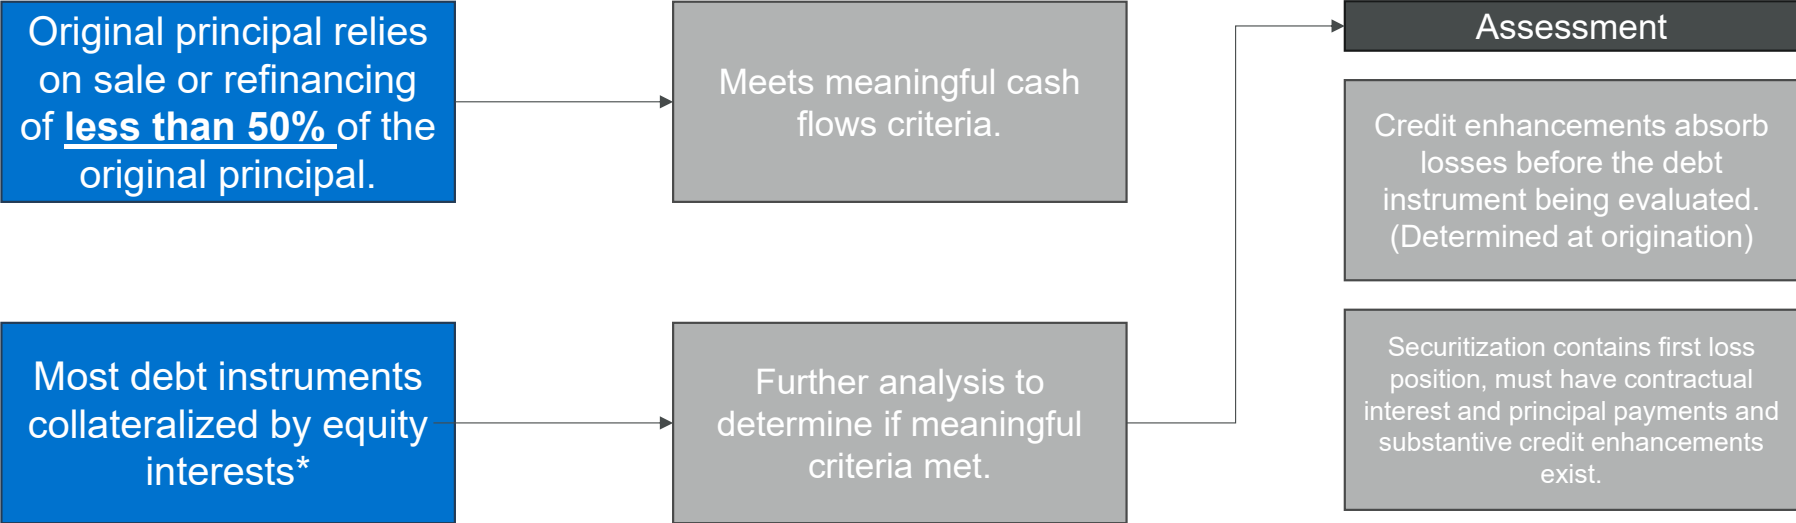 Original principal relies
on sale or refinancing
of less than 50% of the
original principal.
Meets meaningful cash
flows criteria.
Assessment
Credit enhancements absorb
losses before the debt
instrument being evaluated.
(Determined at origination)
Most debt instruments
collateralized by equity
interests*
Further analysis to
determine if meaningful
criteria met.
Securitization contains first loss
position, must have contractual
interest and principal payments and
substantive credit enhancements
exist.